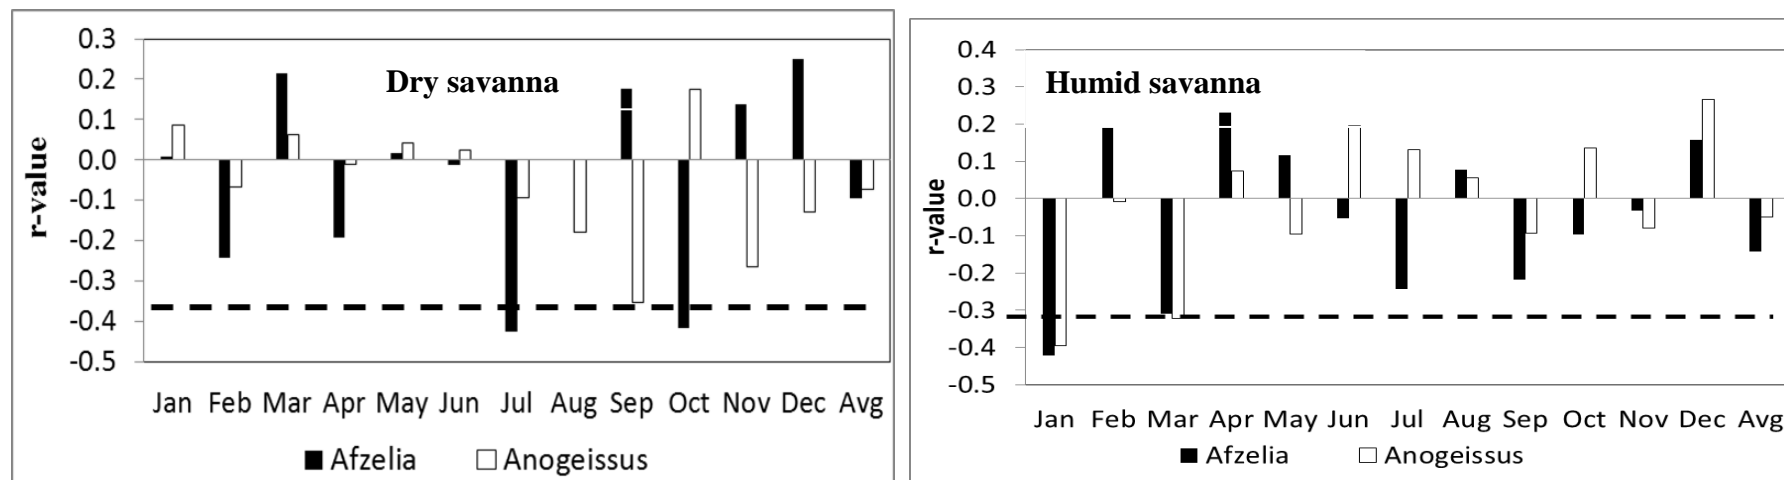 Dry savanna
r-value
0.3
0.2
0.1
0.0
-0.1
-0.2
-0.3
-0.4
-0.5
Jan Feb Mar Apr May Jun Jul Aug Sep Oct Nov Dec Avg
Afzelia Anogeissus
Humid savanna
r-value
0.4
0.3
0.2
0.1
0.0
-0.1
-0.2
-0.3
-0.4
-0.5
Jan Feb Mar Apr May Jun Jul Aug Sep Oct Nov Dec Avg
Afzelia Anogeissus